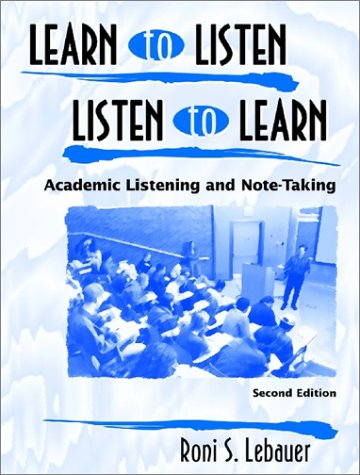 LEARN to LISTEN
LISTEN to LEARN
Academic Listening and Note-Taking
Second Edition
Roni S. Lebauer